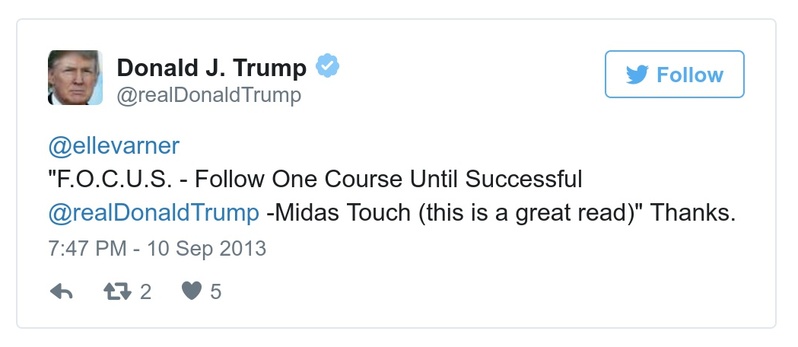 Donald J. Trump
@realDonaldTrump
Follow
@ellevarner
"F.O.C.U.S. - Follow One Course Until Successful
@realDonaldTrump -Midas Touch (this is a great read)" Thanks.
7:47 PM - 10 Sep 2013
2 5